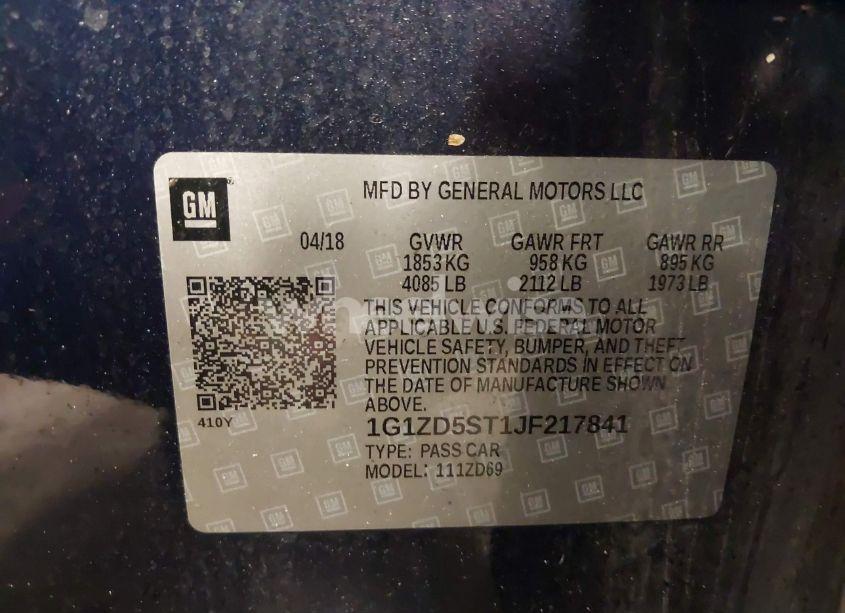 GM
MFD BY GENERAL MOTORS LLC
04/18 GVWR GAWR FRT GAWR RR
1853 KG 958 KG 895 KG
4085 LB 2112 LB 1973 LB
THIS VEHICLE CONFORMS TO ALL
APPLICABLE U.S. FEDERAL MOTOR
VEHICLE SAFETY, BUMPER, AND THEFT
PREVENTION STANDARDS IN EFFECT ON
THE DATE OF MANUFACTURE SHOWN
ABOVE.
410Y
1G1ZD5ST1JF217841
TYPE: PASS CAR
MODEL: 111ZD69